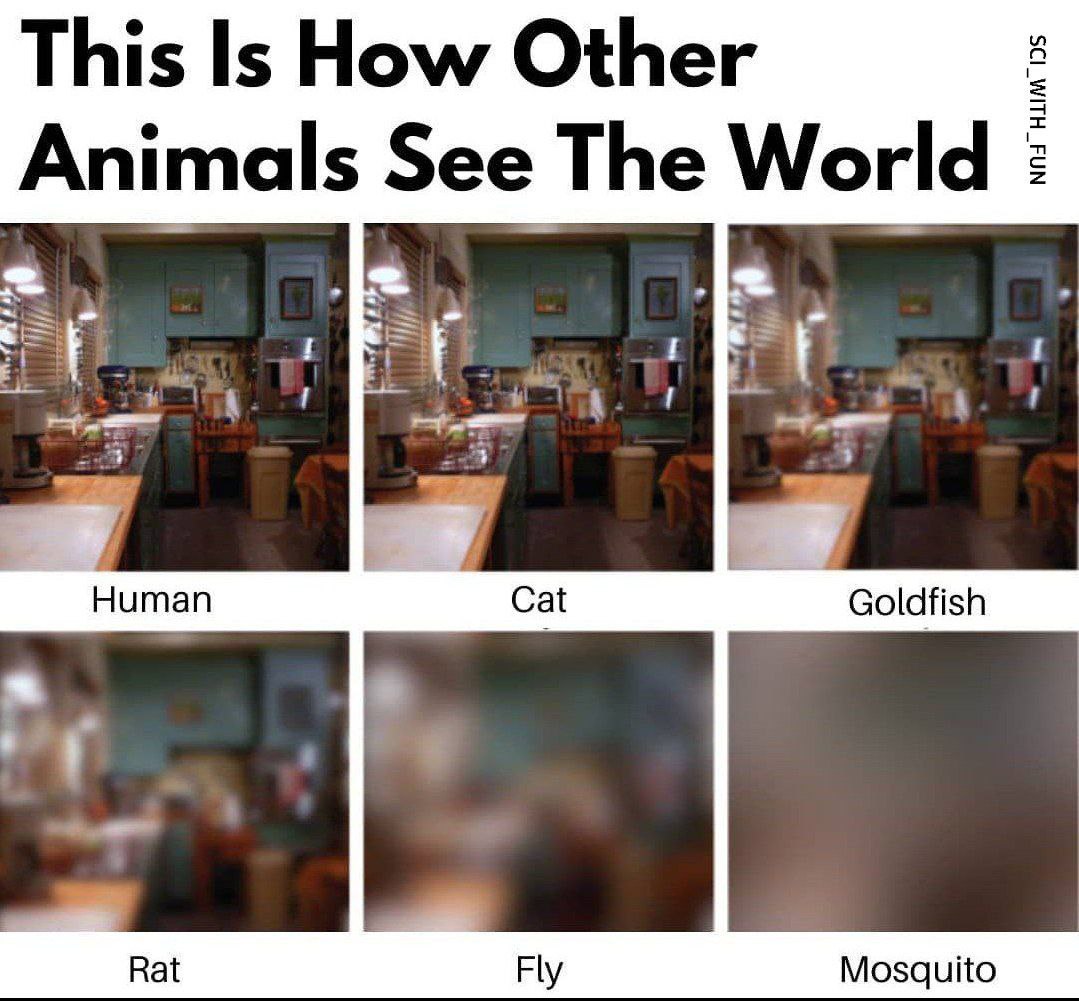 This Is How Other
Animals See The World
SCI_WITH_FUN
Human
Cat
Goldfish
Rat
Fly
Mosquito